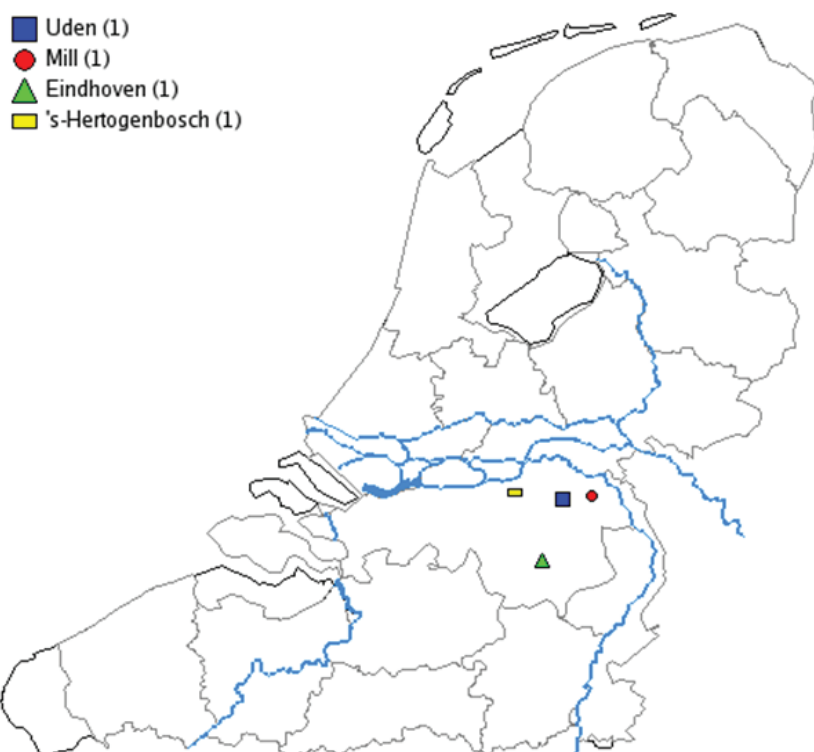 Uden (1)
Mill (1)
Eindhoven (1)
's-Hertogenbosch (1)